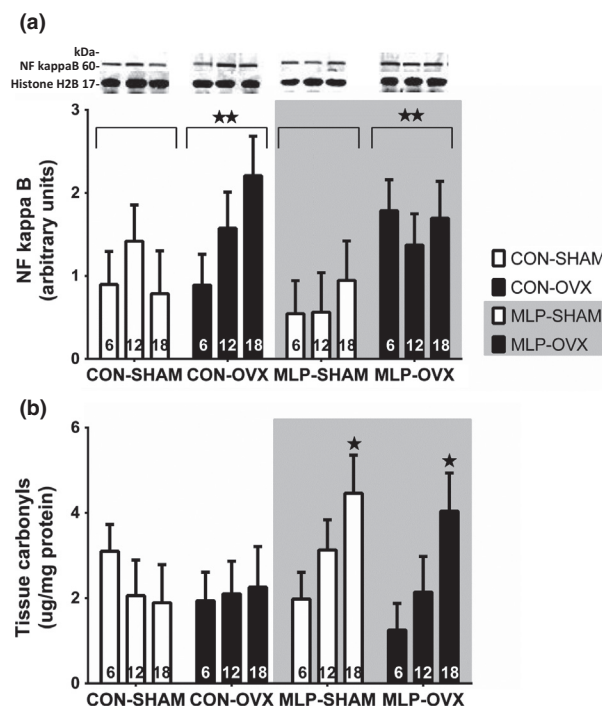 (a)
kDa-
NF kappaB 60-
Histone H2B 17-
★★ ★★
3
2
1
0
NF kappa B
(arbitrary units)
6 12 18 6 12 18 6 12 18 6 12 18
CON-SHAM CON-OVX MLP-SHAM MLP-OVX
CON-SHAM
CON-OVX
MLP-SHAM
MLP-OVX
(b)
★ ★
6
4
2
0
Tissue carbonyls
(ug/mg protein)
6 12 18 6 12 18 6 12 18 6 12 18
CON-SHAM CON-OVX MLP-SHAM MLP-OVX